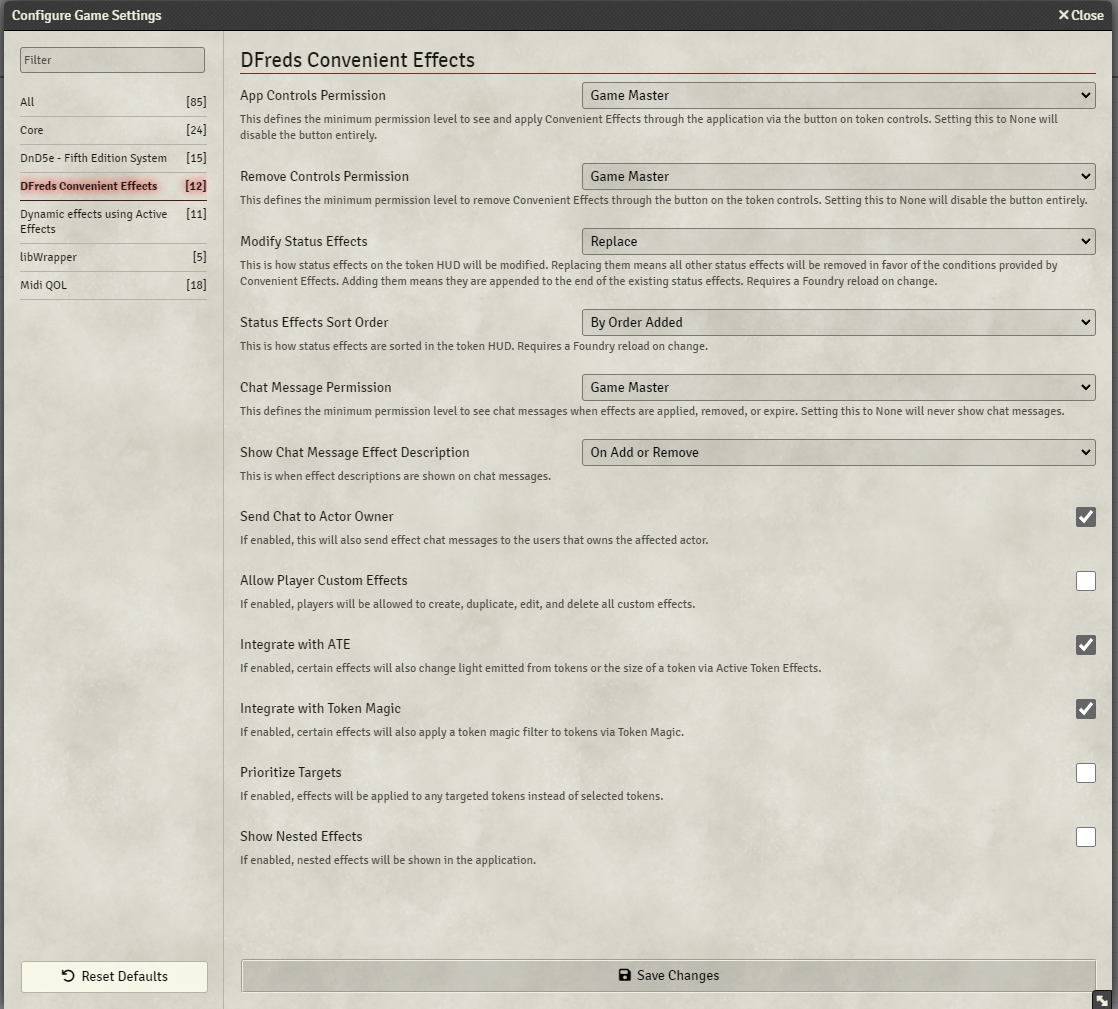 Configure Game Settings
Close
Filter
All [85]
Core [24]
DnD5e - Fifth Edition System [15]
DFreds Convenient Effects [12]
Dynamic effects using Active [11]
Effects
libWrapper [5]
Midi QOL [18]
Reset Defaults
DFreds Convenient Effects
App Controls Permission
Game Master
This defines the minimum permission level to see and apply Convenient Effects through the application via the button on token controls. Setting this to None will
disable the button entirely.
Remove Controls Permission
Game Master
This defines the minimum permission level to remove Convenient Effects through the button on the token controls. Setting this to None will disable the button entirely.
Modify Status Effects
Replace
This is how status effects on the token HUD will be modified. Replacing them means all other status effects will be removed in favor of the conditions provided by
Convenient Effects. Adding them means they are appended to the end of the existing status effects. Requires a Foundry reload on change.
Status Effects Sort Order
By Order Added
This is how status effects are sorted in the token HUD. Requires a Foundry reload on change.
Chat Message Permission
Game Master
This defines the minimum permission level to see chat messages when effects are applied, removed, or expire. Setting this to None will never show chat messages.
Show Chat Message Effect Description
On Add or Remove
This is when effect descriptions are shown on chat messages.
Send Chat to Actor Owner
If enabled, this will also send effect chat messages to the users that owns the affected actor.
Allow Player Custom Effects
If enabled, players will be allowed to create, duplicate, edit, and delete all custom effects.
Integrate with ATE
If enabled, certain effects will also change light emitted from tokens or the size of a token via Active Token Effects.
Integrate with Token Magic
If enabled, certain effects will also apply a token magic filter to tokens via Token Magic.
Prioritize Targets
If enabled, effects will be applied to any targeted tokens instead of selected tokens.
Show Nested Effects
If enabled, nested effects will be shown in the application.
Save Changes